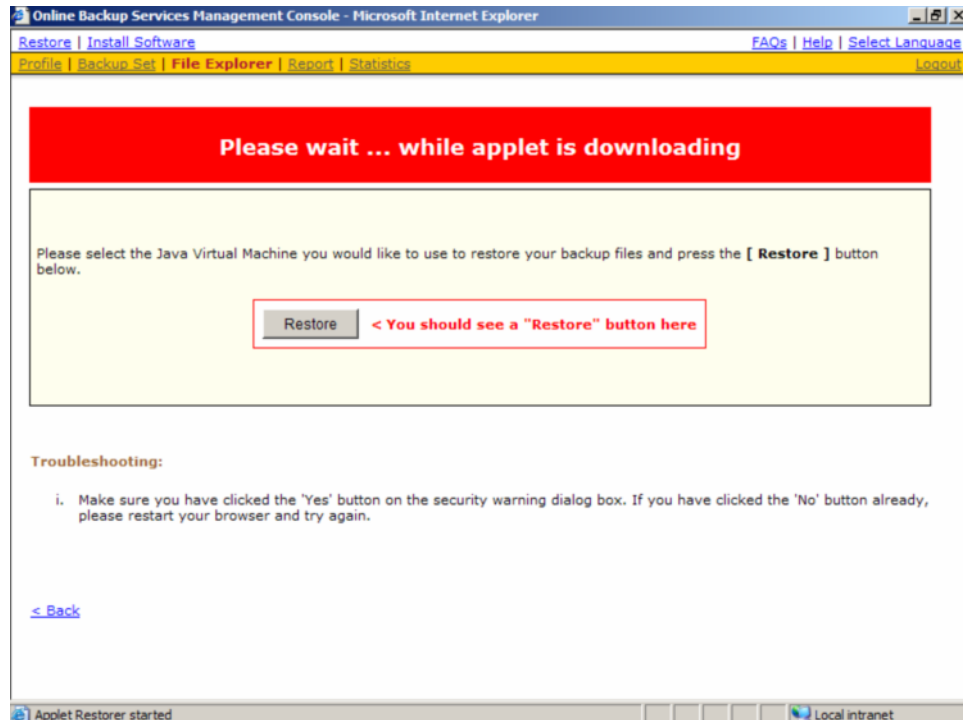 Online Backup Services Management Console - Microsoft Internet Explorer
Restore | Install Software FAQs | Help | Select Language
Profile | Backup Set | File Explorer | Report | Statistics Logout
Please wait ... while applet is downloading
Please select the Java Virtual Machine you would like to use to restore your backup files and press the [ Restore ] button
below.
Restore < You should see a "Restore" button here
Troubleshooting:
i. Make sure you have clicked the 'Yes' button on the security warning dialog box. If you have clicked the 'No' button already,
please restart your browser and try again.
< Back
Applet Restorer started Local intranet